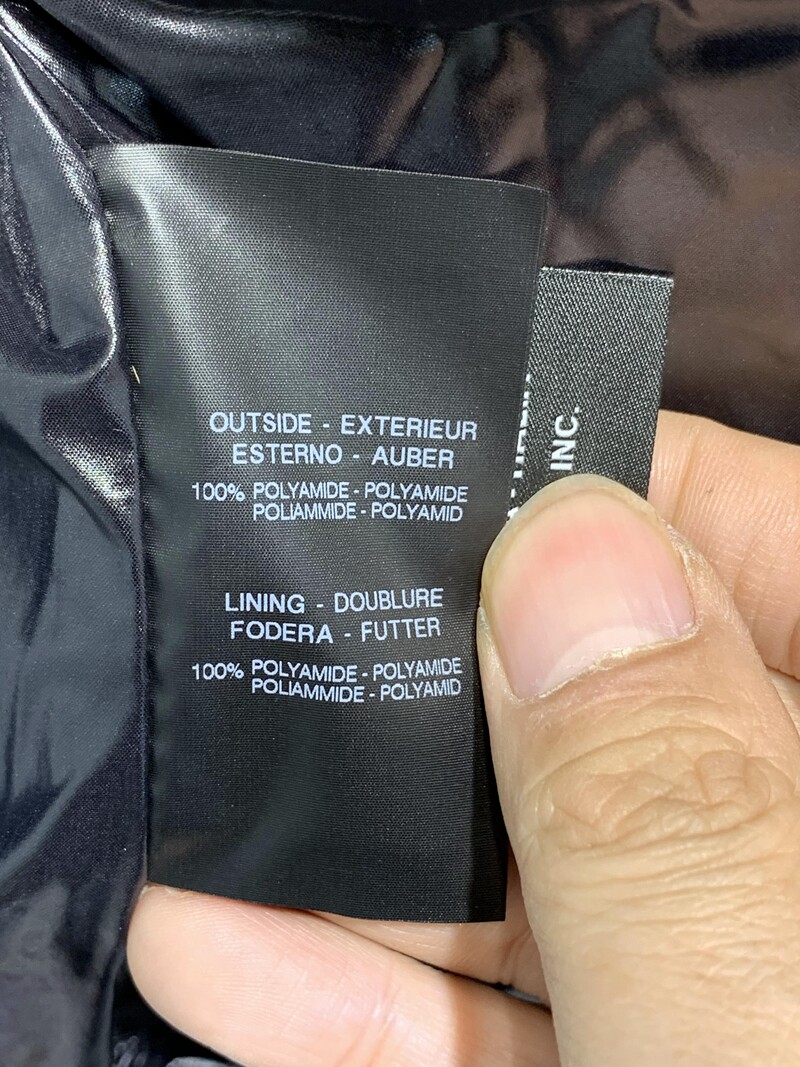 OUTSIDE - EXTERIEUR
ESTERNO - AUBER
100% POLYAMIDE - POLYAMIDE
POLIAMMIDE - POLYAMID
LINING - DOUBLURE
FODERA - FUTTER
100% POLYAMIDE - POLYAMIDE
POLIAMMIDE - POLYAMID
INC.